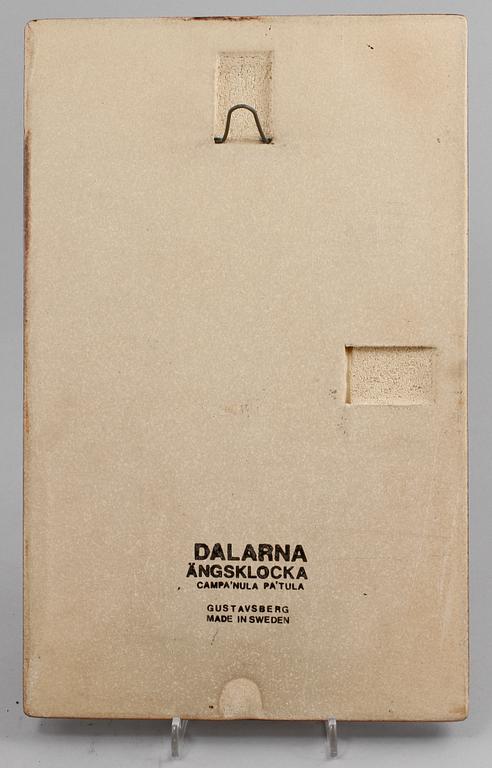 DALARNA
ÄNGSKLOCKA
CAMPA'NULA PA'TULA
GUSTAVSBERG
MADE IN SWEDEN